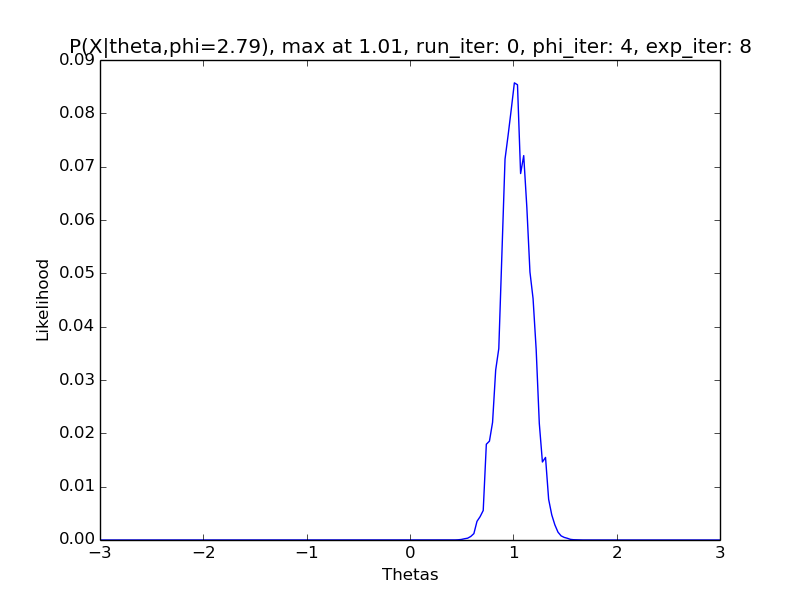 P(X|theta,phi=2.79), max at 1.01, run_iter: 0, phi_iter: 4, exp_iter: 8
0.09
0.08
0.07
0.06
0.05
0.04
0.03
0.02
0.01
0.00
Likelihood
−3 −2 −1 0 1 2 3
Thetas